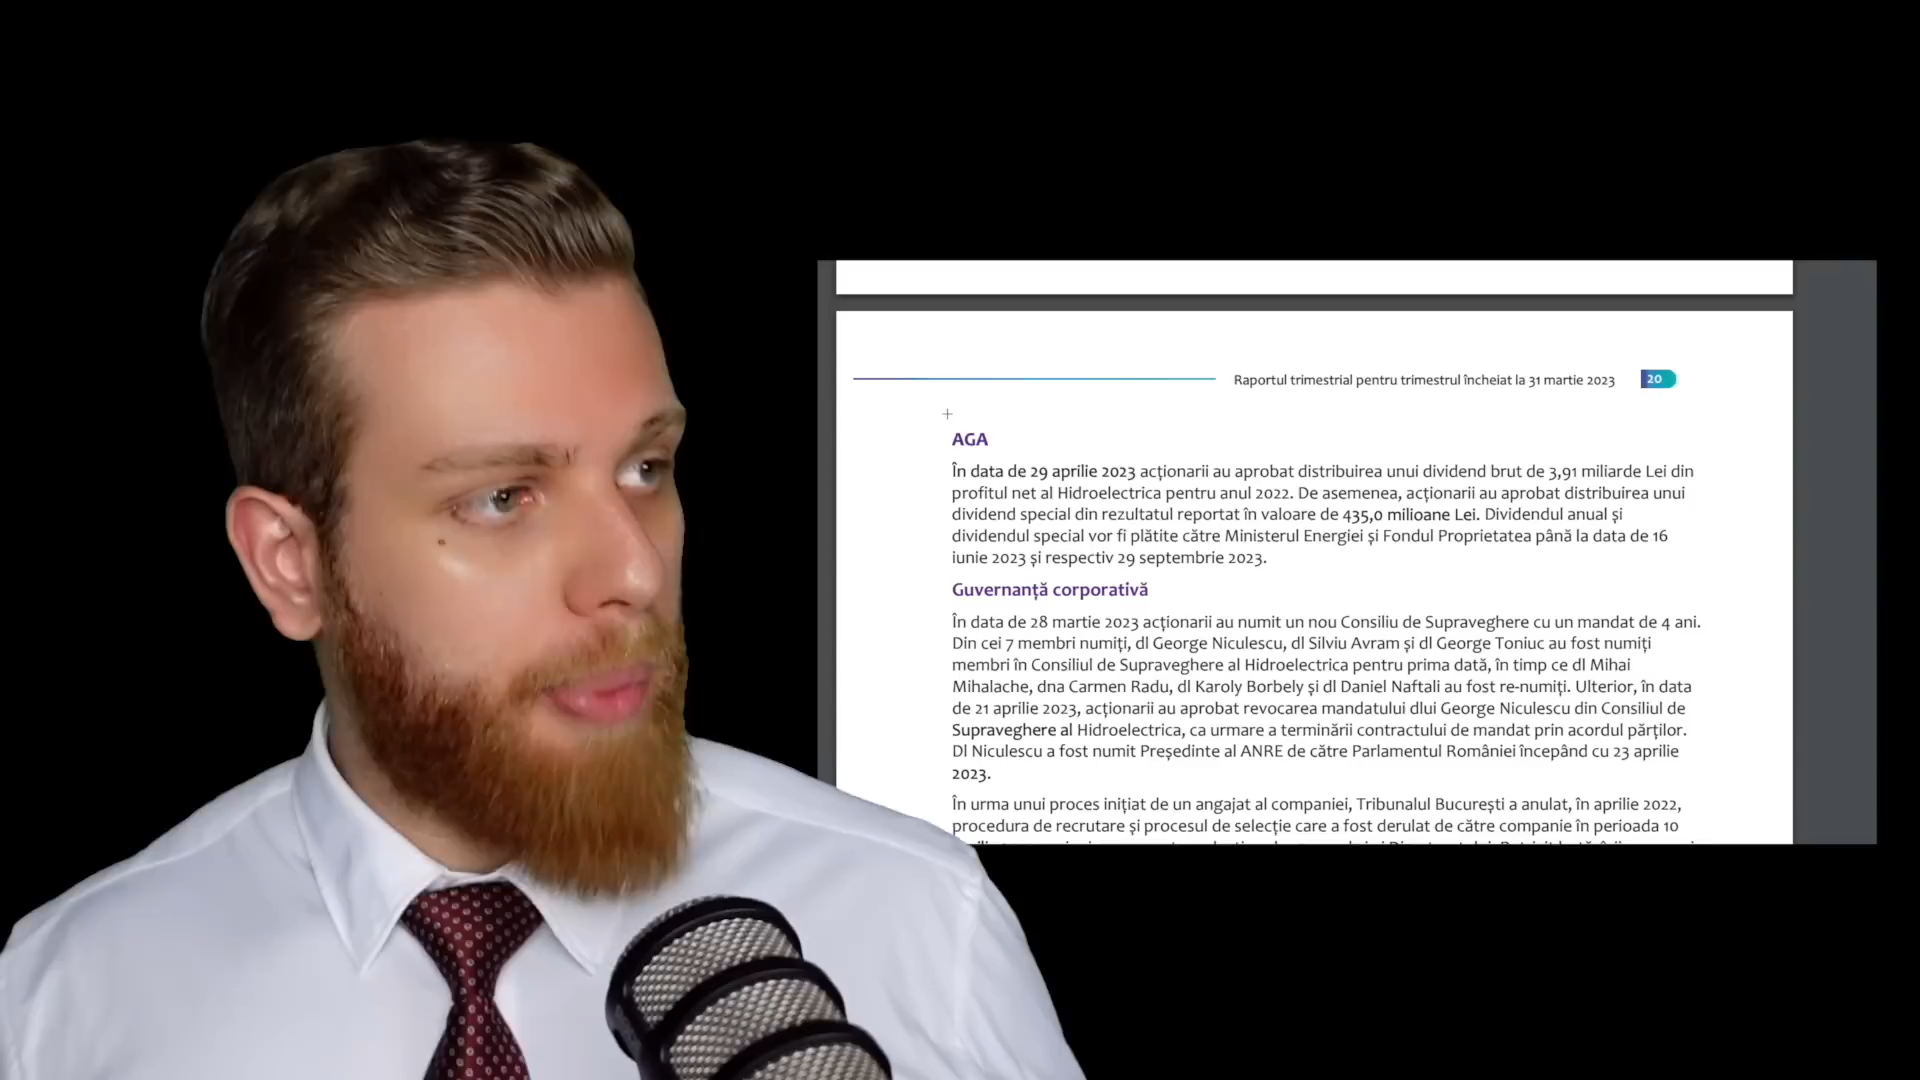 Raportul trimestrial pentru trimestrul încheiat la 31 martie 2023 20
AGA
În data de 29 aprilie 2023 acționarii au aprobat distribuirea unui dividend brut de 3,91 miliarde Lei din
profitul net al Hidroelectrica pentru anul 2022. De asemenea, acționarii au aprobat distribuirea unui
dividend special din rezultatul reportat în valoare de 435,0 milioane Lei. Dividendul anual și
dividendul special vor fi plătite către Ministerul Energiei și Fondul Proprietatea până la data de 16
iunie 2023 și respectiv 29 septembrie 2023.
Guvernanță corporativă
În data de 28 martie 2023 acționarii au numit un nou Consiliu de Supraveghere cu un mandat de 4 ani.
Din cei 7 membri numiți, dl George Niculescu, dl Silviu Avram și dl George Toniuc au fost numiți
membri în Consiliul de Supraveghere al Hidroelectrica pentru prima dată, în timp ce dl Mihai
Mihalache, dna Carmen Radu, dl Karoly Borbely și dl Daniel Naftali au fost re-numiți. Ulterior, în data
de 21 aprilie 2023, acționarii au aprobat revocarea mandatului dlui George Niculescu din Consiliul de
Supraveghere al Hidroelectrica, ca urmare a terminării contractului de mandat prin acordul părților.
Dl Niculescu a fost numit Președinte al ANRE de către Parlamentul României începând cu 23 aprilie
2023.
În urma unui proces inițiat de un angajat al companiei, Tribunalul București a anulat, în aprilie 2022,
procedura de recrutare și procesul de selecție care a fost derulat de către companie în perioada 10